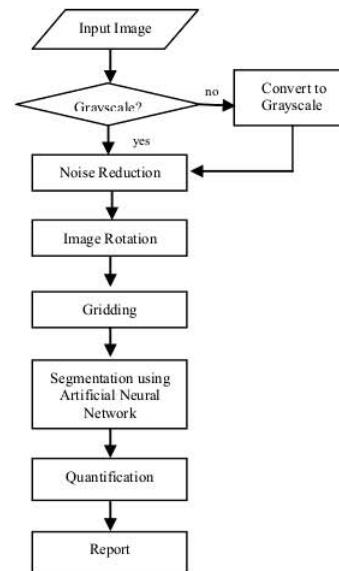 Input Image
Grayscale?
no
Convert to
Grayscale
yes
Noise Reduction
Image Rotation
Gridding
Segmentation using
Artificial Neural
Network
Quantification
Report